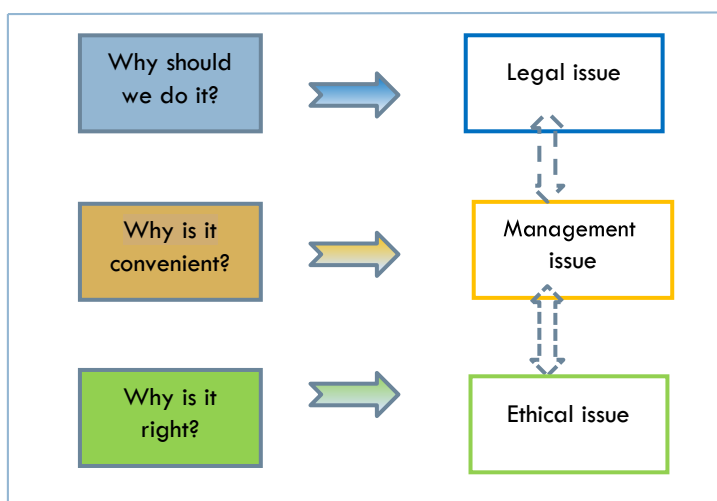 Why should
we do it?
Legal issue
Why is it
convenient?
Management
issue
Why is it
right?
Ethical issue